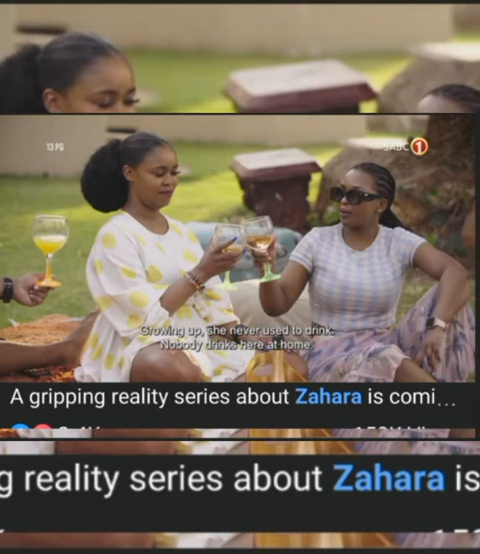 13 PG
SABC 1
Growing up, she never used to drink.
Nobody drinks here at home.
A gripping reality series about Zahara is comi...
g reality series about Zahara is